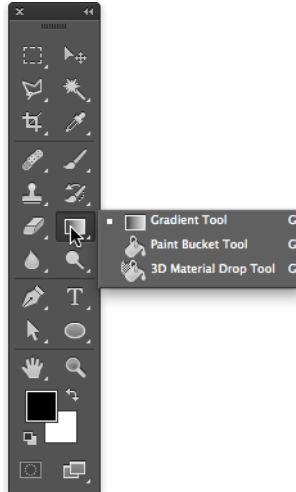 Gradient Tool G
Paint Bucket Tool G
3D Material Drop Tool G